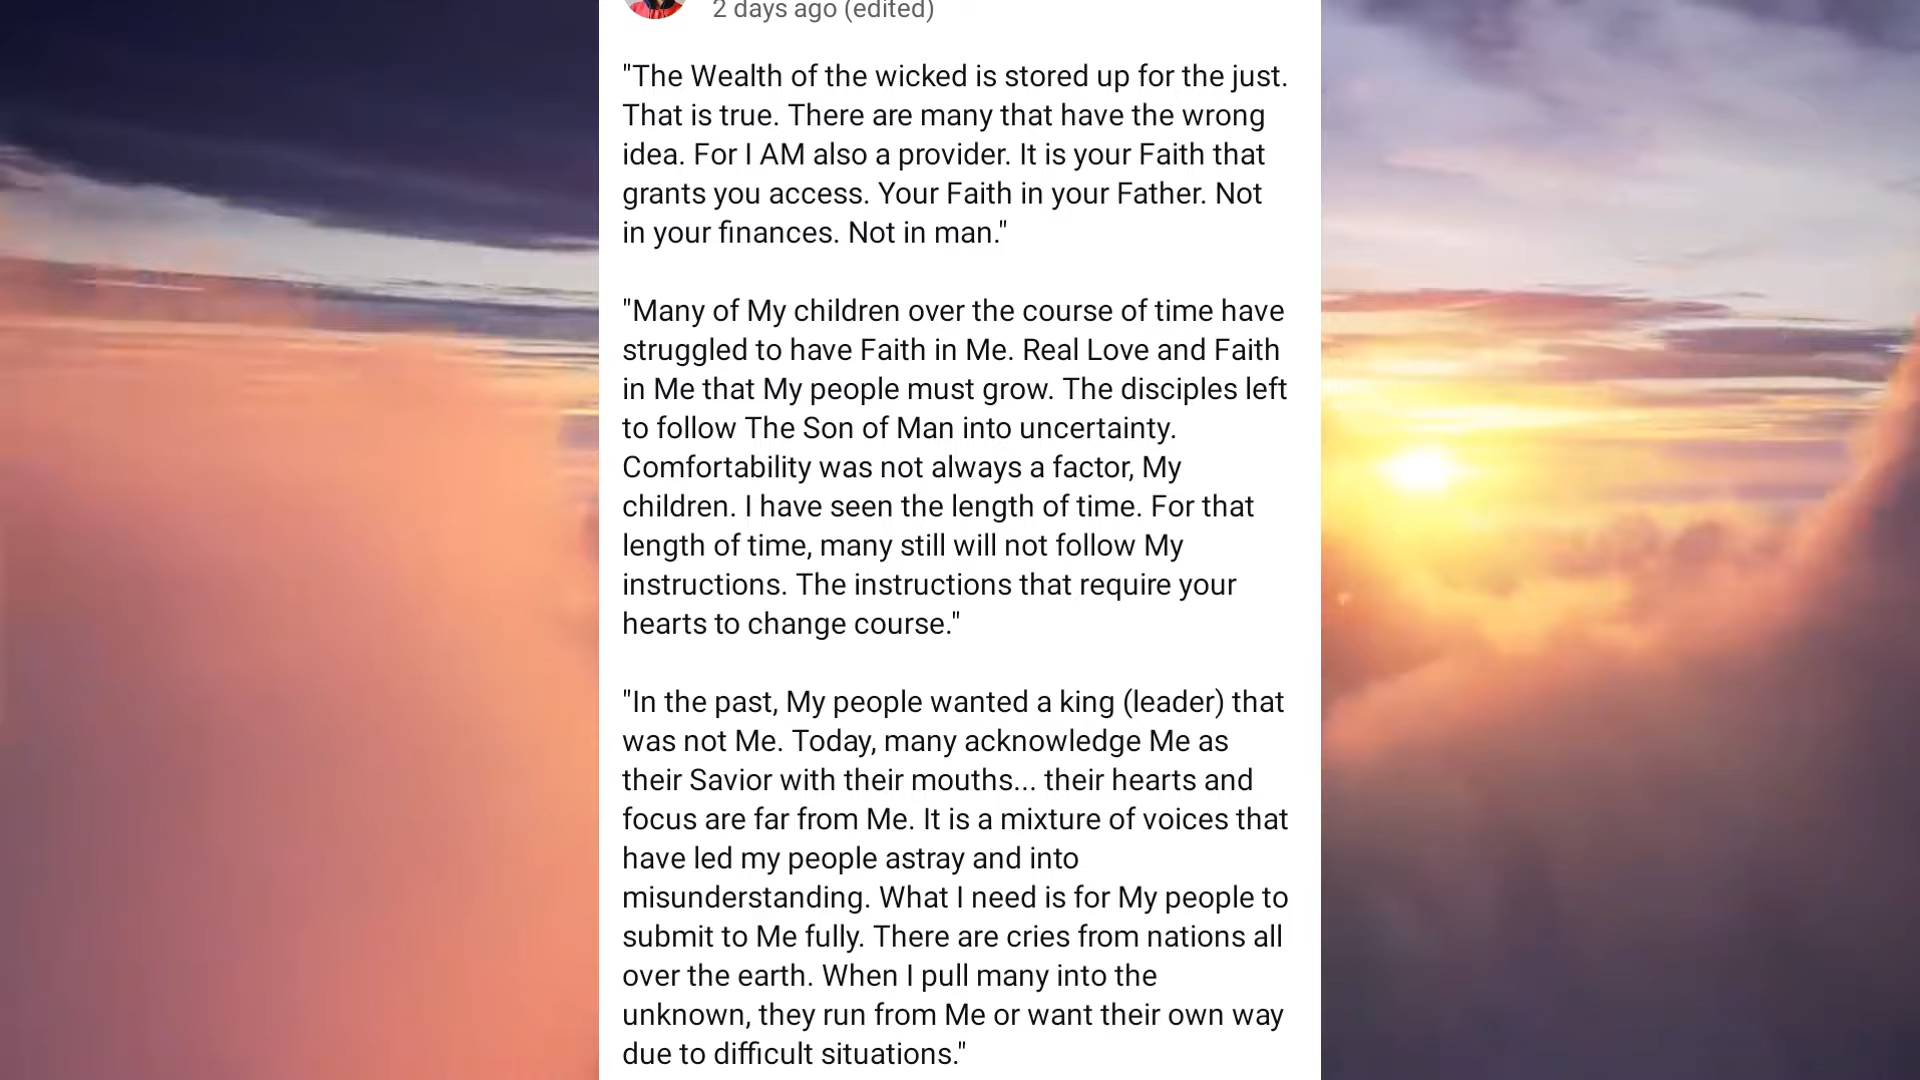 2 days ago (edited)
"The Wealth of the wicked is stored up for the just.
That is true. There are many that have the wrong
idea. For I AM also a provider. It is your Faith that
grants you access. Your Faith in your Father. Not
in your finances. Not in man."
"Many of My children over the course of time have
struggled to have Faith in Me. Real Love and Faith
in Me that My people must grow. The disciples left
to follow The Son of Man into uncertainty.
Comfortability was not always a factor, My
children. I have seen the length of time. For that
length of time, many still will not follow My
instructions. The instructions that require your
hearts to change course."
"In the past, My people wanted a king (leader) that
was not Me. Today, many acknowledge Me as
their Savior with their mouths... their hearts and
focus are far from Me. It is a mixture of voices that
have led my people astray and into
misunderstanding. What I need is for My people to
submit to Me fully. There are cries from nations all
over the earth. When I pull many into the
unknown, they run from Me or want their own way
due to difficult situations."